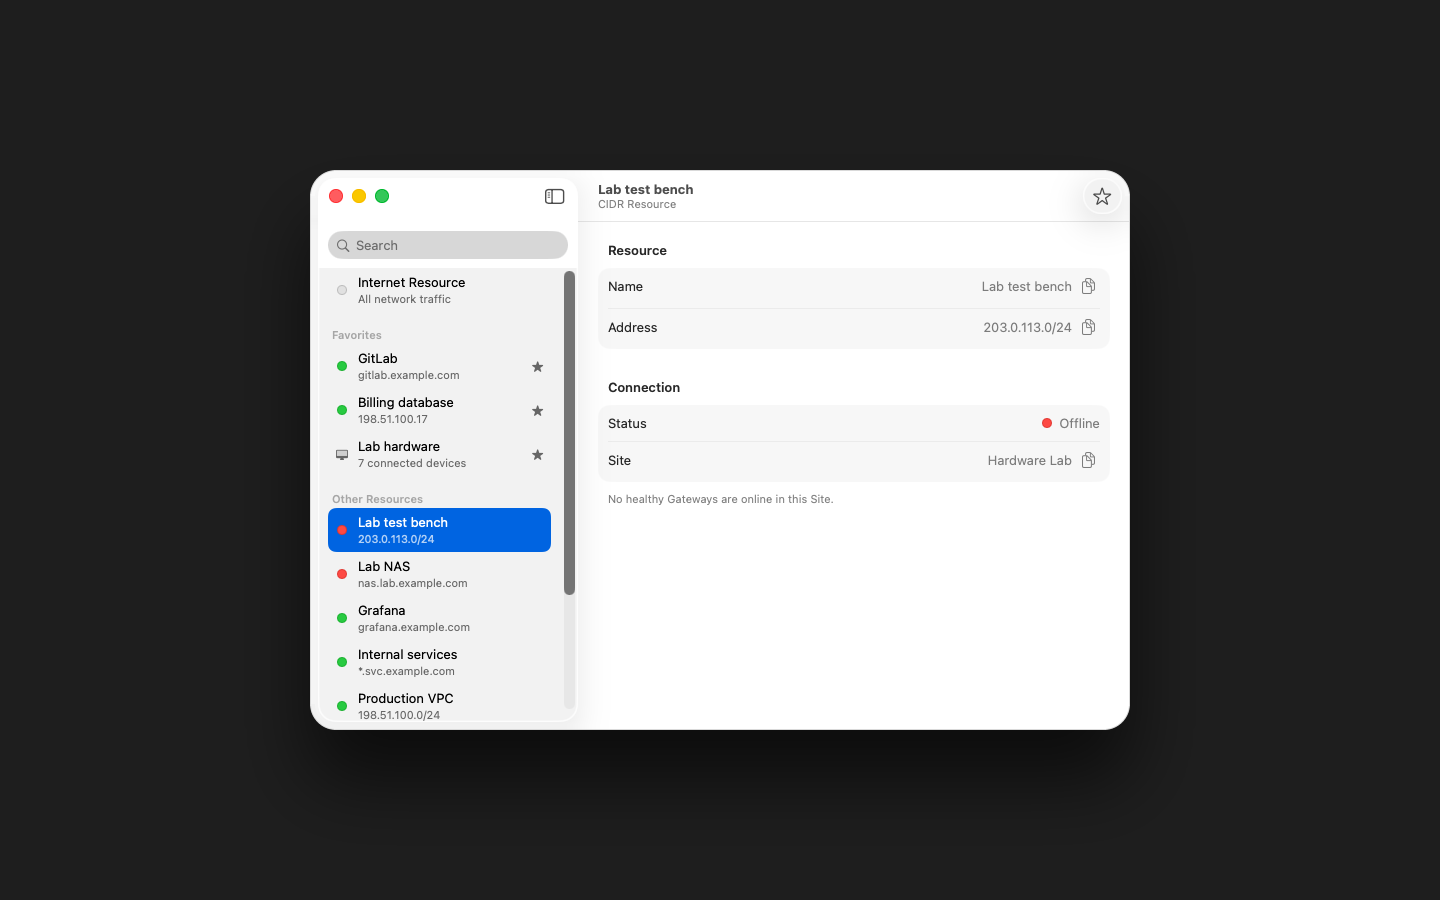 Search
Internet Resource
All network traffic
Favorites
GitLab
gitlab.example.com
Billing database
198.51.100.17
Lab hardware
7 connected devices
Other Resources
Lab test bench
203.0.113.0/24
Lab NAS
nas.lab.example.com
Grafana
grafana.example.com
Internal services
*.svc.example.com
Production VPC
198.51.100.0/24
Lab test bench
CIDR Resource
Resource
Name Lab test bench
Address 203.0.113.0/24
Connection
Status Offline
Site Hardware Lab
No healthy Gateways are online in this Site.